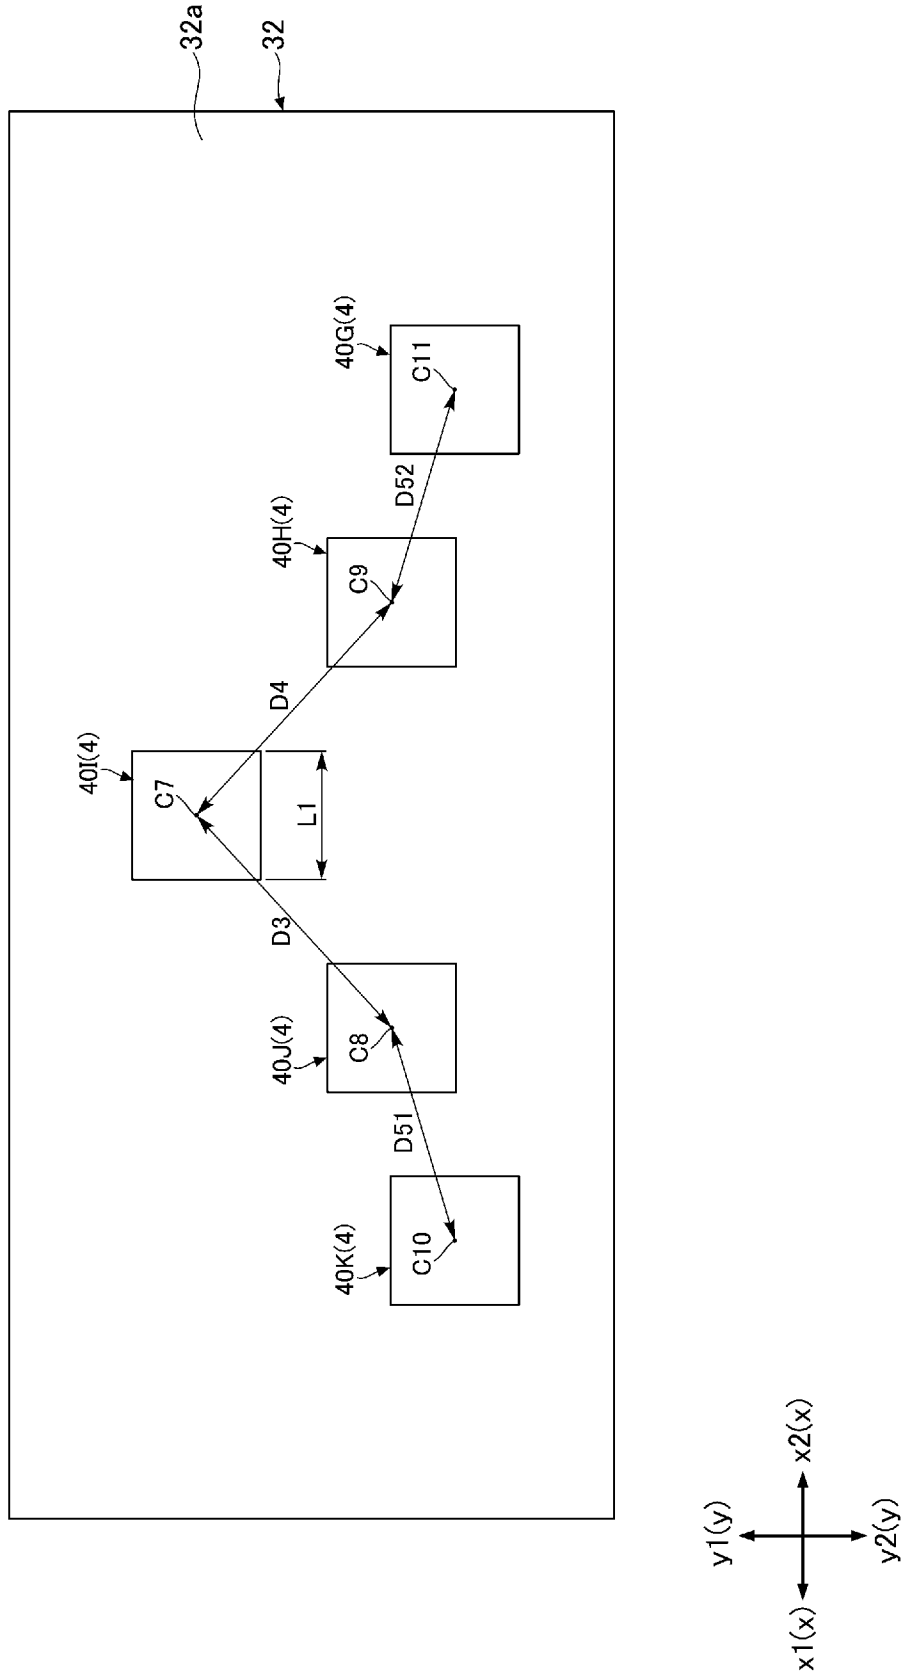 32a
32
40G(4)
C11
D52
40H(4)
C9
D4
40I(4)
C7
L1
D3
40J(4)
C8
D51
40K(4)
C10
y1(y)
x1(x)
x2(x)
y2(y)